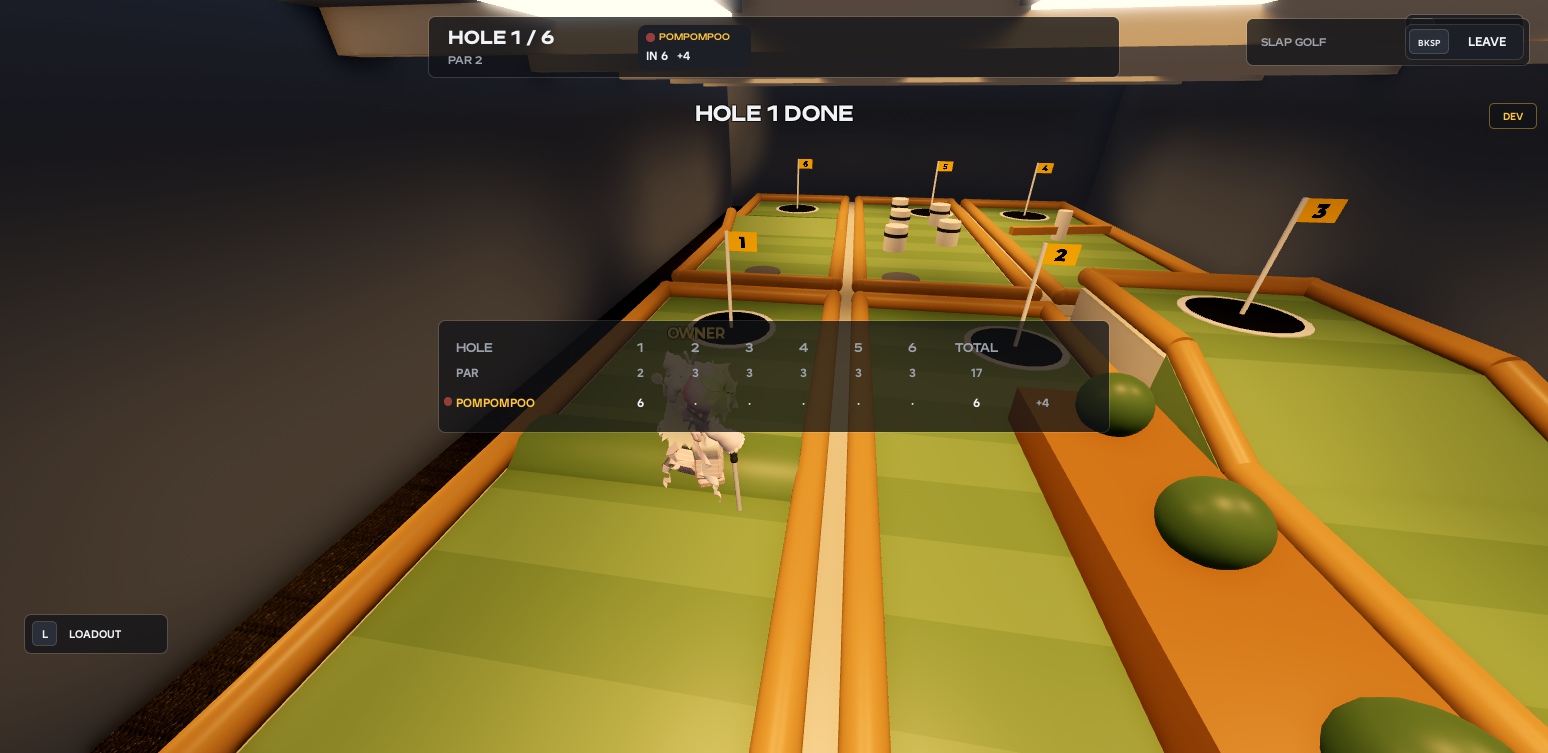 HOLE 1 / 6
PAR 2
POMPOMPOO
IN 6 +4
SLAP GOLF
BKSP LEAVE
HOLE 1 DONE
DEV
6
5
4
3
1
2
OWNER
HOLE 1 2 3 4 5 6 TOTAL
PAR 2 3 3 3 3 3 17
POMPOMPOO 6 · · · · · 6 +4
L LOADOUT